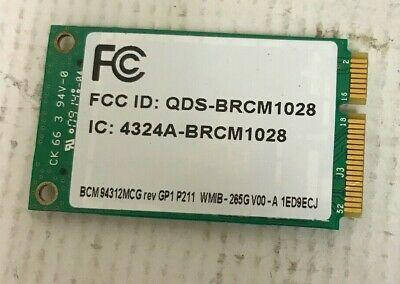 FC
FCC ID: QDS-BRCM1028
IC: 4324A-BRCM1028
BCM94312MCG rev GP1 P211 WMIB-265G V00-A 1ED9ECJ
CK 66 3 94V-0
2
16
18
J3
52